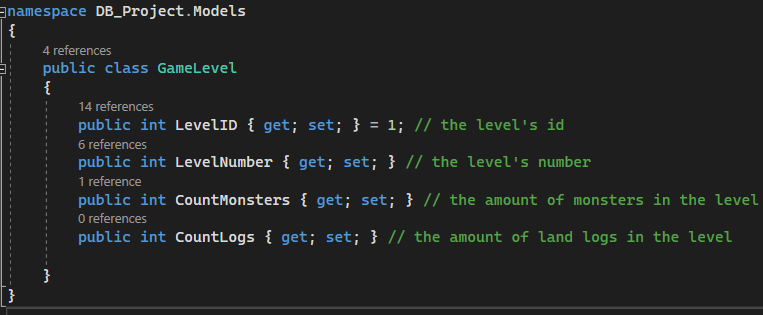 namespace DB_Project.Models
{
4 references
public class GameLevel
{
14 references
public int LevelID { get; set; } = 1; // the level's id
6 references
public int LevelNumber { get; set; } // the level's number
1 reference
public int CountMonsters { get; set; } // the amount of monsters in the level
0 references
public int CountLogs { get; set; } // the amount of land logs in the level
}
}